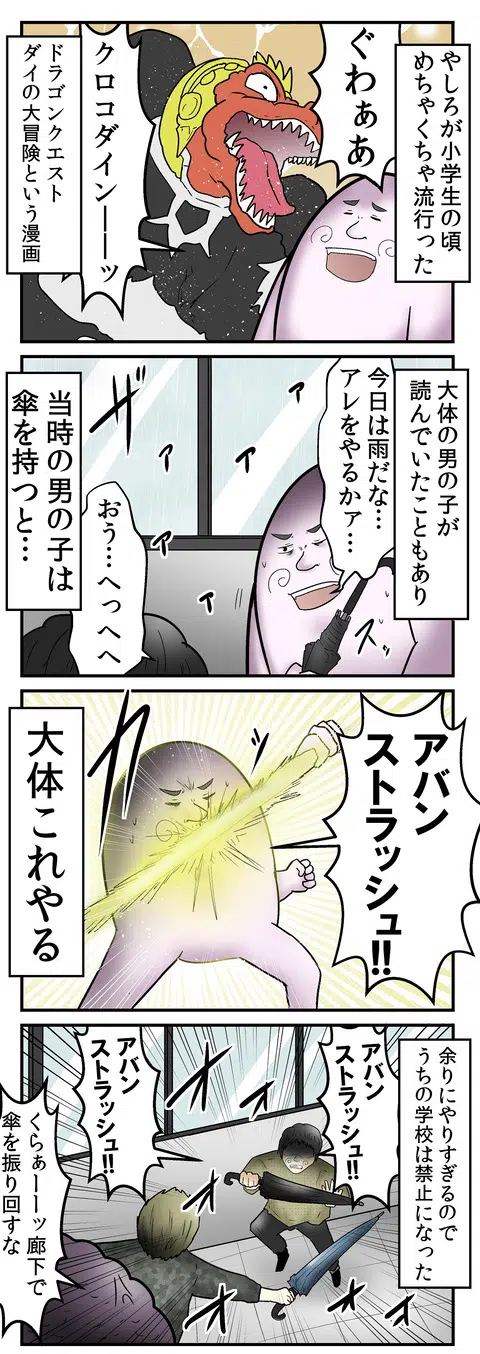 やしろが小学生の頃
めちゃくちゃ流行った
ぐわぁあ
クロコダイーーンッ
ドラゴンクエスト
ダイの大冒険という漫画
大体の男の子が
読んでいたこともあり
今日は雨だな…
アレをやるかァ…
スッ
ァ
ァ
ィ
ィ
ザ
おう…へっへへ
当時の男の子は
傘を持つと…
アバン
ストラッシュ!!
大体これやる
余りにやりすぎるので
うちの学校は禁止になった
アバン
ストラッシュ!!
アバン
ストラッシュ!!
くらぁーーッ廊下で
傘を振り回すな